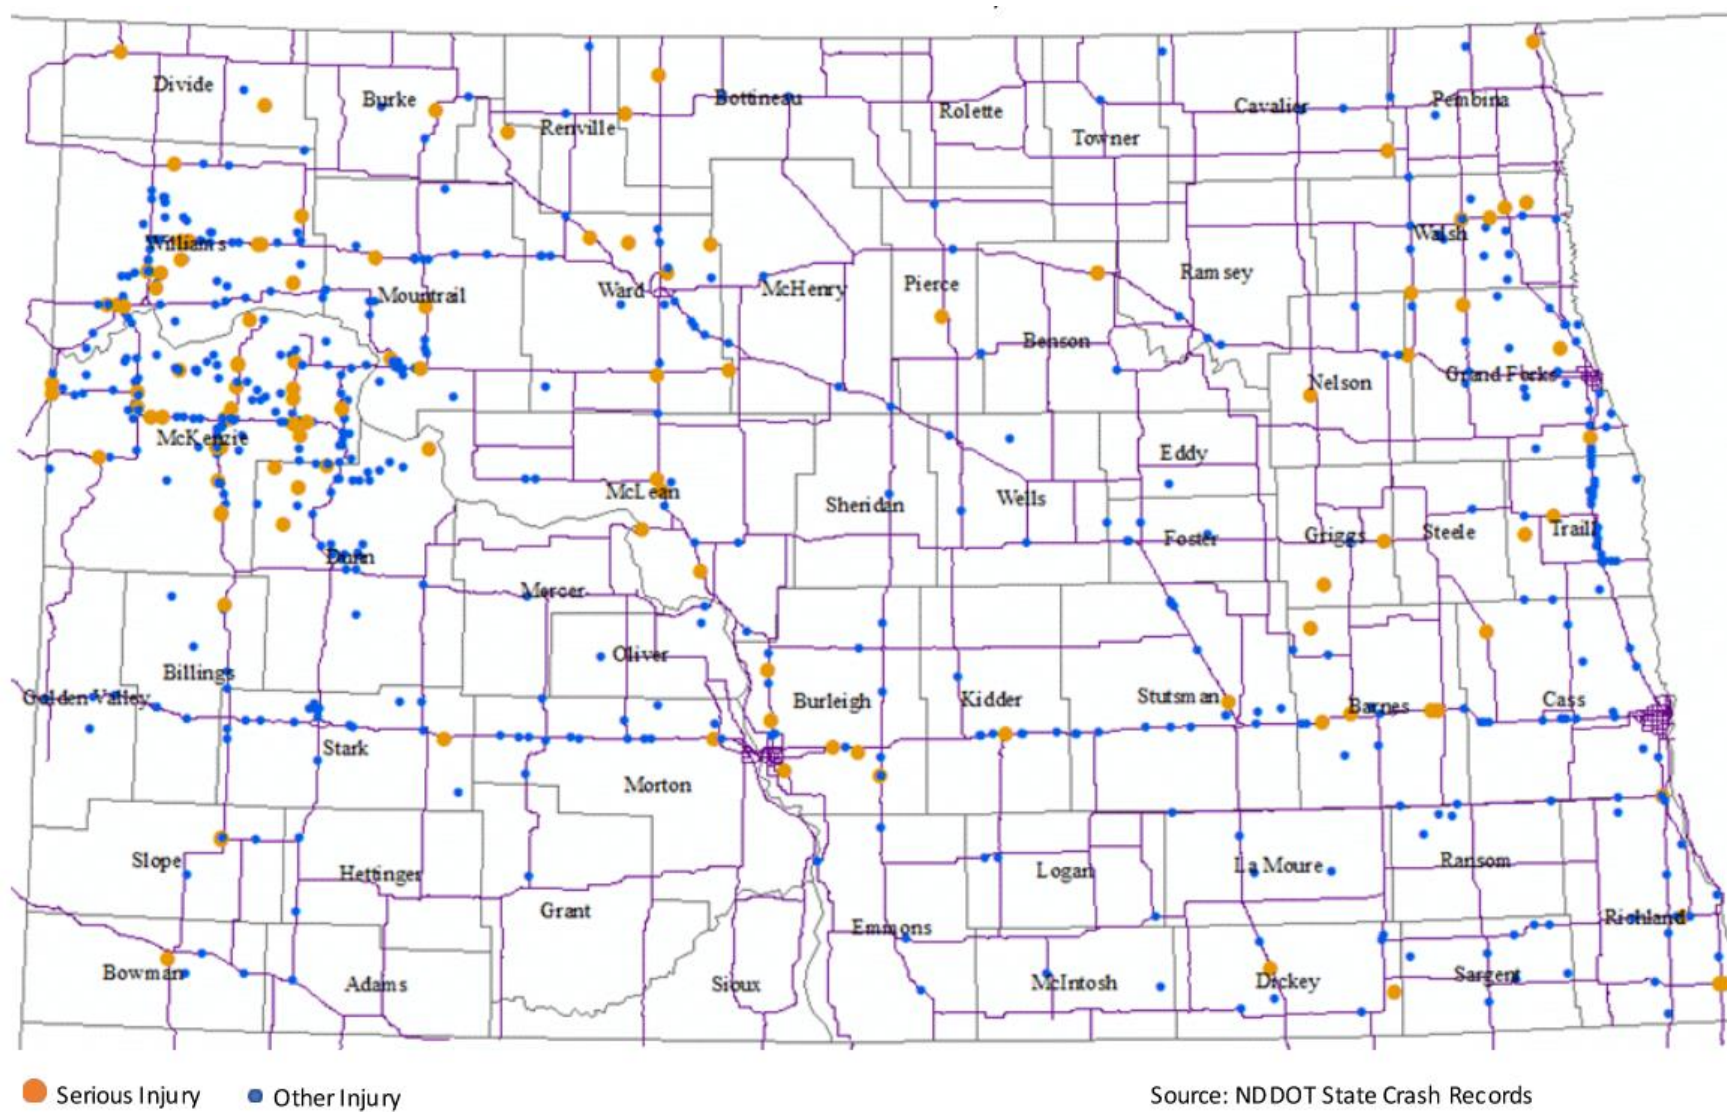 Divide
Burke
Bottineau
Renville
Rolette
Towner
Cavalier
Pembina
Williams
Mountrail
Ward
McHenry
Pierce
Ramsey
Walsh
Benson
Nelson
Grand Forks
McKenzie
McLean
Sheridan
Wells
Eddy
Foster
Griggs
Steele
Traill
Dunn
Mercer
Oliver
Billings
Golden Valley
Burleigh
Kidder
Stutsman
Barnes
Cass
Stark
Morton
Slope
Hettinger
Grant
Logan
La Moure
Ransom
Emmons
Richland
Bowman
Adams
Sioux
McIntosh
Dickey
Sargent
Serious Injury Other Injury Source: NDDOT State Crash Records